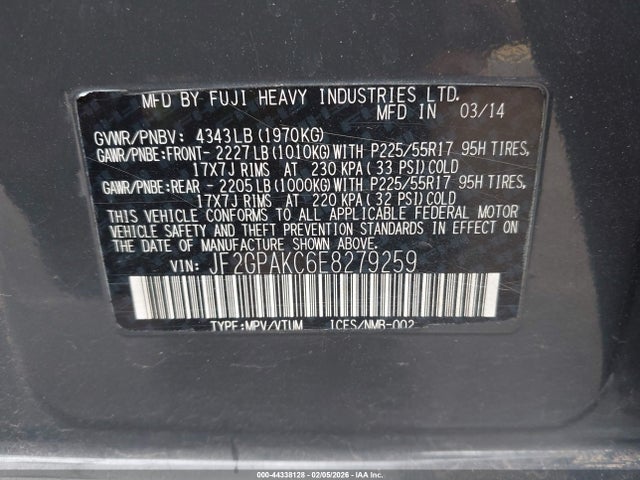 MFD BY FUJI HEAVY INDUSTRIES LTD.
MFD IN 03/14
GVWR/PNBV: 4343LB(1970KG)
GAWR/PNBE:FRONT- 2227LB(1010KG)WITH P225/55R17 95H TIRES,
17X7J RIMS AT 230 KPA( 33 PSI)COLD
GAWR/PNBE:REAR - 2205LB(1000KG)WITH P225/55R17 95H TIRES,
17X7J RIMS AT 220 KPA( 32 PSI)COLD
THIS VEHICLE CONFORMS TO ALL APPLICABLE FEDERAL MOTOR
VEHICLE SAFETY AND THEFT PREVENTION STANDARDS IN EFFECT
ON THE DATE OF MANUFACTURE SHOWN ABOVE.
VIN: JF2GPAKC6E8279259
TYPE:MPV/VTUM ICES/NMB-002
000-44338128 - 02/05/2026 - IAA Inc.